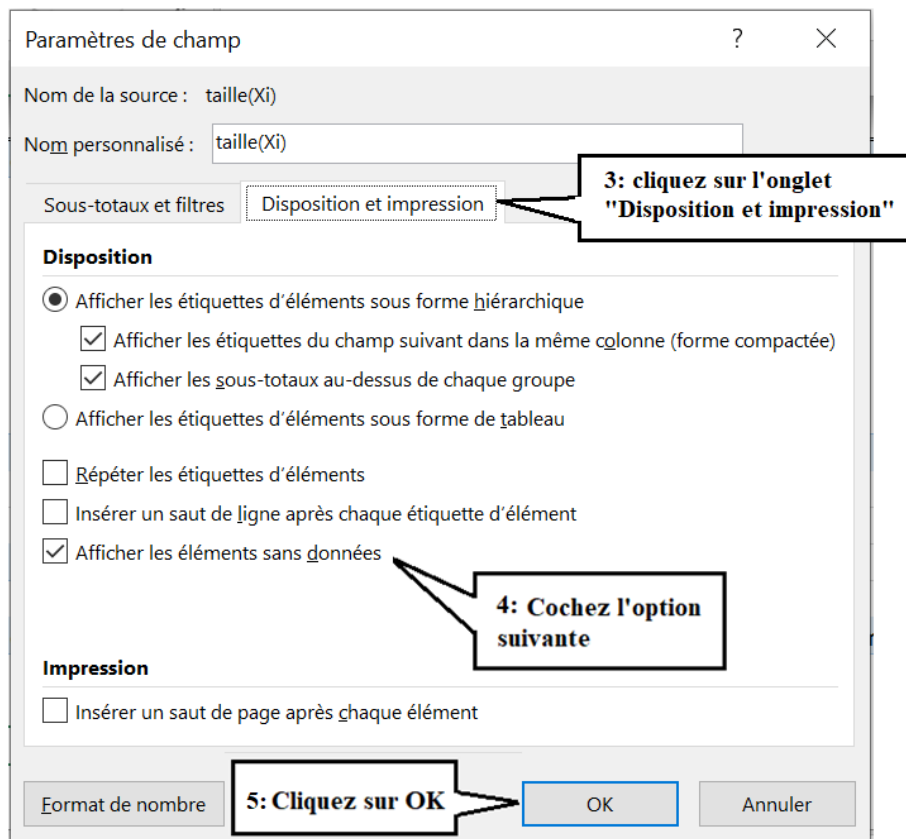 Paramètres de champ ?
Nom de la source : taille(Xi)
Nom personnalisé : taille(Xi)
3: cliquez sur l'onglet
"Disposition et impression"
Sous-totaux et filtres Disposition et impression
Disposition
Afficher les étiquettes d'éléments sous forme hiérarchique
Afficher les étiquettes du champ suivant dans la même colonne (forme compactée)
Afficher les sous-totaux au-dessus de chaque groupe
Afficher les étiquettes d'éléments sous forme de tableau
Répéter les étiquettes d'éléments
Insérer un saut de ligne après chaque étiquette d'élément
Afficher les éléments sans données
4: Cochez l'option
suivante
Impression
Insérer un saut de page après chaque élément
Format de nombre 5: Cliquez sur OK OK Annuler